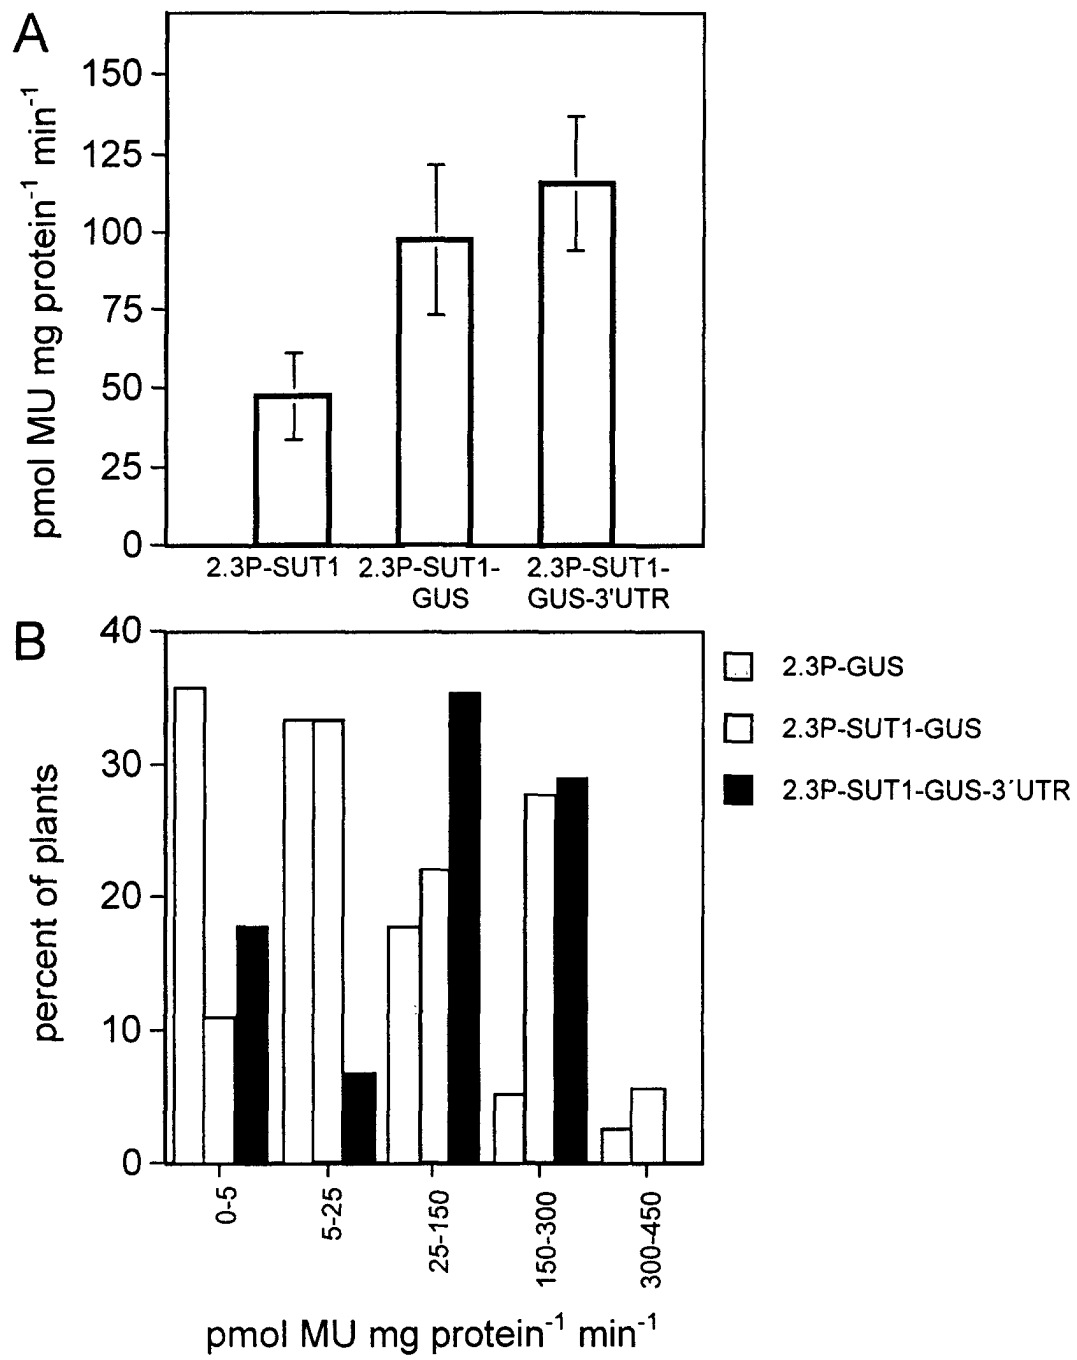 A
pmol MU mg protein⁻¹ min⁻¹
150
125
100
75
50
25
0
2.3P-SUT1 2.3P-SUT1- 2.3P-SUT1-
GUS GUS-3'UTR
B
percent of plants
40
30
20
10
0
2.3P-GUS
2.3P-SUT1-GUS
2.3P-SUT1-GUS-3´UTR
0-5
5-25
25-150
150-300
300-450
pmol MU mg protein⁻¹ min⁻¹